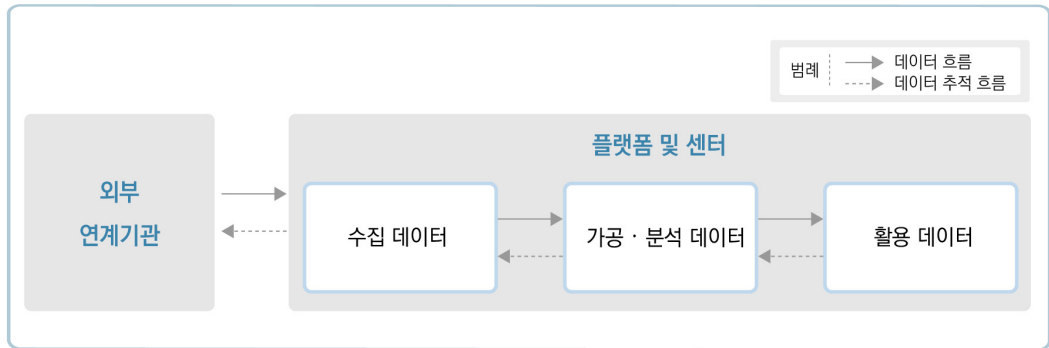 범례
데이터 흐름
데이터 추적 흐름
플랫폼 및 센터
외부
연계기관
수집 데이터
가공 · 분석 데이터
활용 데이터